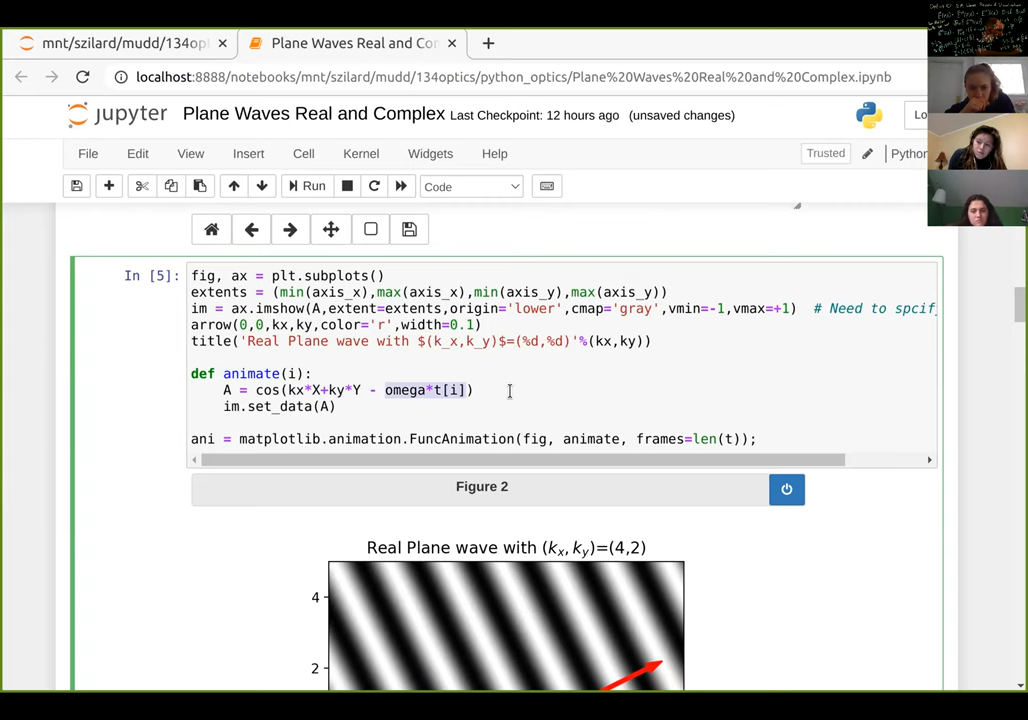 mnt/szilard/mudd/134opl
Plane Waves Real and Cor
localhost:8888/notebooks/mnt/szilard/mudd/134optics/python_optics/Plane%20Waves%20Real%20and%20Complex.ipynb
jupyter Plane Waves Real and Complex Last Checkpoint: 12 hours ago (unsaved changes)
Lo
File Edit View Insert Cell Kernel Widgets Help
Trusted
Python
Run
Code
In [5]:
fig, ax = plt.subplots()
extents = (min(axis_x),max(axis_x),min(axis_y),max(axis_y))
im = ax.imshow(A,extent=extents,origin='lower',cmap='gray',vmin=-1,vmax=+1) # Need to spcify
arrow(0,0,kx,ky,color='r',width=0.1)
title('Real Plane wave with $(k_x,k_y)$=(%d,%d)'%(kx,ky))
def animate(i):
A = cos(kx*X+ky*Y - omega*t[i])
im.set_data(A)
ani = matplotlib.animation.FuncAnimation(fig, animate, frames=len(t));
Figure 2
Real Plane wave with (kx, ky)=(4,2)
4
2